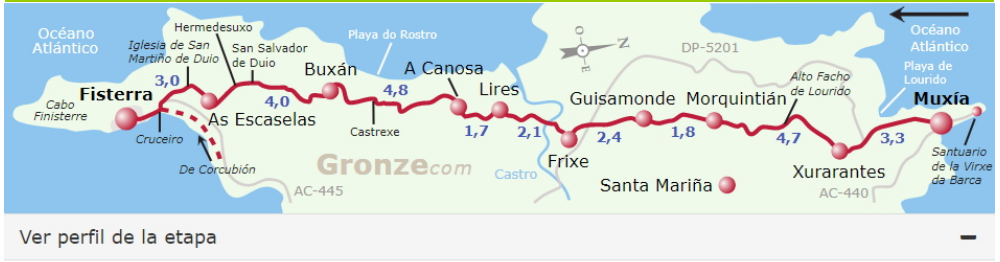 Océano
Atlántico
Hermedesuxo
Iglesia de San
Martiño de Duio
San Salvador
de Duio
Playa do Rostro
O
N
E
DP-5201
Océano
Atlántico
Playa de
Lourido
Buxán
A Canosa
Lires
Alto Facho
de Lourido
Cabo
Finisterre
Fisterra
3,0
4,0
4,8
Guisamonde
Morquintián
Muxía
As Escaselas
Castrexe
1,7
2,1
2,4
1,8
4,7
3,3
Cruceiro
De Corcubión
Gronze.com
Frixe
Castro
Santa Mariña
Xurarantes
Santuario
de la Virxe
da Barca
AC-445
AC-440
Ver perfil de la etapa